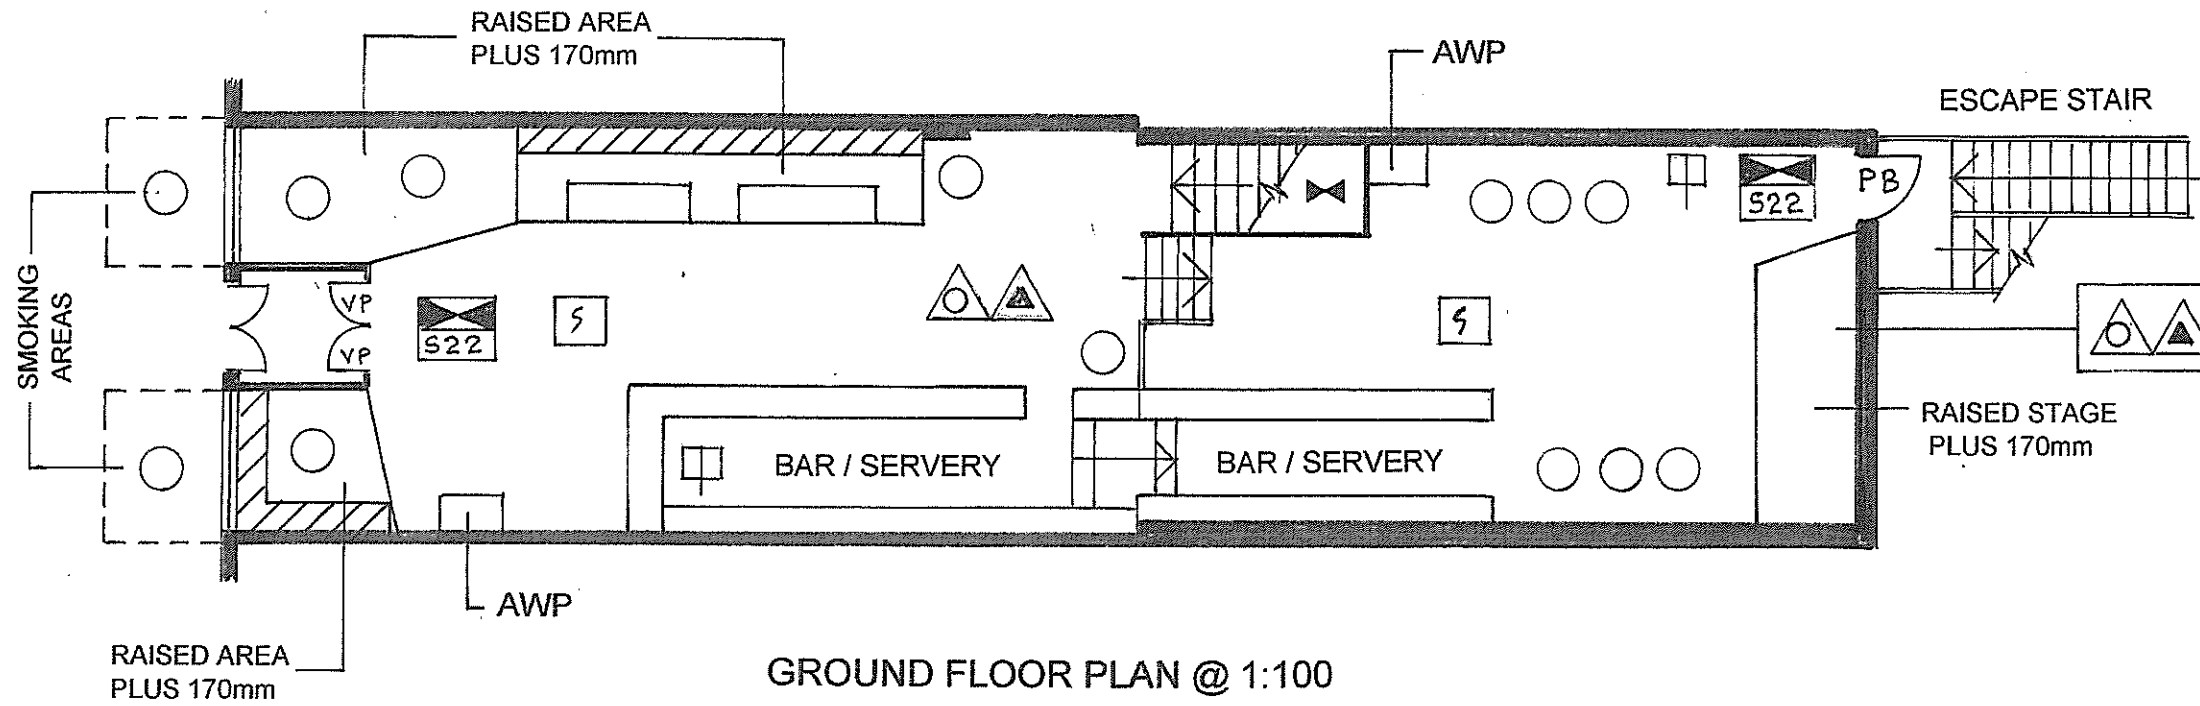 RAISED AREA
PLUS 170mm
AWP
ESCAPE STAIR
PB
S22
SMOKING
AREAS
VP
S22
VP
S
S
BAR / SERVERY
BAR / SERVERY
RAISED STAGE
PLUS 170mm
AWP
RAISED AREA
PLUS 170mm
GROUND FLOOR PLAN @ 1:100